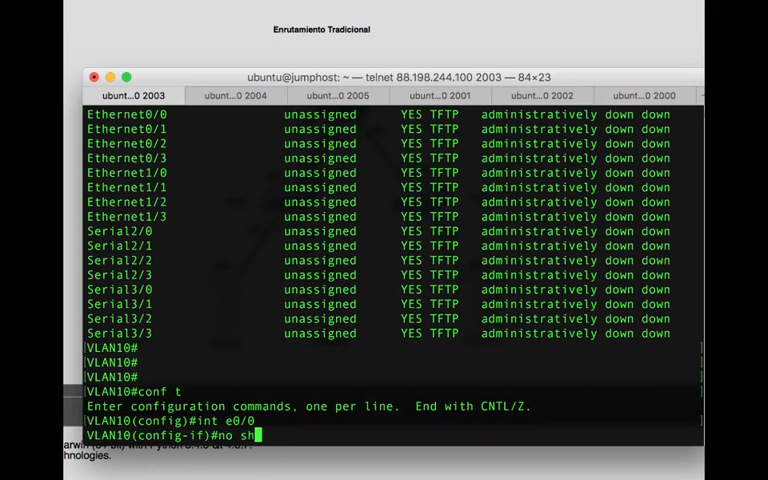 Enrutamiento Tradicional
ubuntu@jumphost: ~ — telnet 88.198.244.100 2003 — 84×23
ubunt...0 2003 ubunt...0 2004 ubunt...0 2005 ubunt...0 2001 ubunt...0 2002 ubunt...0 2000
Ethernet0/0 unassigned YES TFTP administratively down down
Ethernet0/1 unassigned YES TFTP administratively down down
Ethernet0/2 unassigned YES TFTP administratively down down
Ethernet0/3 unassigned YES TFTP administratively down down
Ethernet1/0 unassigned YES TFTP administratively down down
Ethernet1/1 unassigned YES TFTP administratively down down
Ethernet1/2 unassigned YES TFTP administratively down down
Ethernet1/3 unassigned YES TFTP administratively down down
Serial2/0 unassigned YES TFTP administratively down down
Serial2/1 unassigned YES TFTP administratively down down
Serial2/2 unassigned YES TFTP administratively down down
Serial2/3 unassigned YES TFTP administratively down down
Serial3/0 unassigned YES TFTP administratively down down
Serial3/1 unassigned YES TFTP administratively down down
Serial3/2 unassigned YES TFTP administratively down down
Serial3/3 unassigned YES TFTP administratively down down
VLAN10#
VLAN10#
VLAN10#
VLAN10#conf t
Enter configuration commands, one per line. End with CNTL/Z.
VLAN10(config)#int e0/0
VLAN10(config-if)#no sh
hnologies.